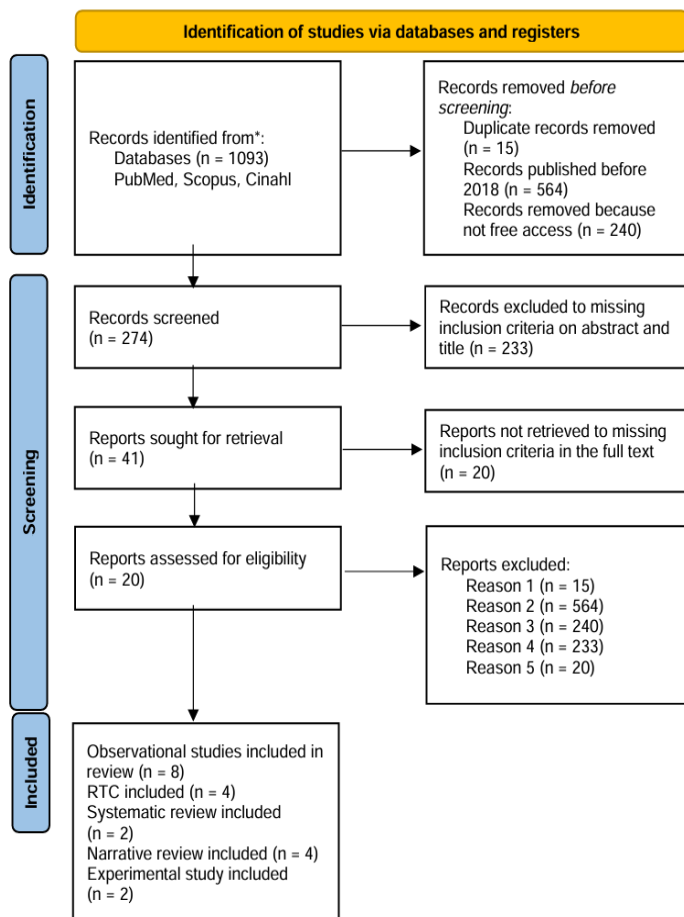 Identification of studies via databases and registers
Identification
Records identified from*:
Databases (n = 1093)
PubMed, Scopus, Cinahl
Records removed before
screening:
Duplicate records removed
(n = 15)
Records published before
2018 (n = 564)
Records removed because
not free access (n = 240)
Screening
Records screened
(n = 274)
Records excluded to missing
inclusion criteria on abstract and
title (n = 233)
Reports sought for retrieval
(n = 41)
Reports not retrieved to missing
inclusion criteria in the full text
(n = 20)
Reports assessed for eligibility
(n = 20)
Reports excluded:
Reason 1 (n = 15)
Reason 2 (n = 564)
Reason 3 (n = 240)
Reason 4 (n = 233)
Reason 5 (n = 20)
Included
Observational studies included in
review (n = 8)
RTC included (n = 4)
Systematic review included
(n = 2)
Narrative review included (n = 4)
Experimental study included
(n = 2)